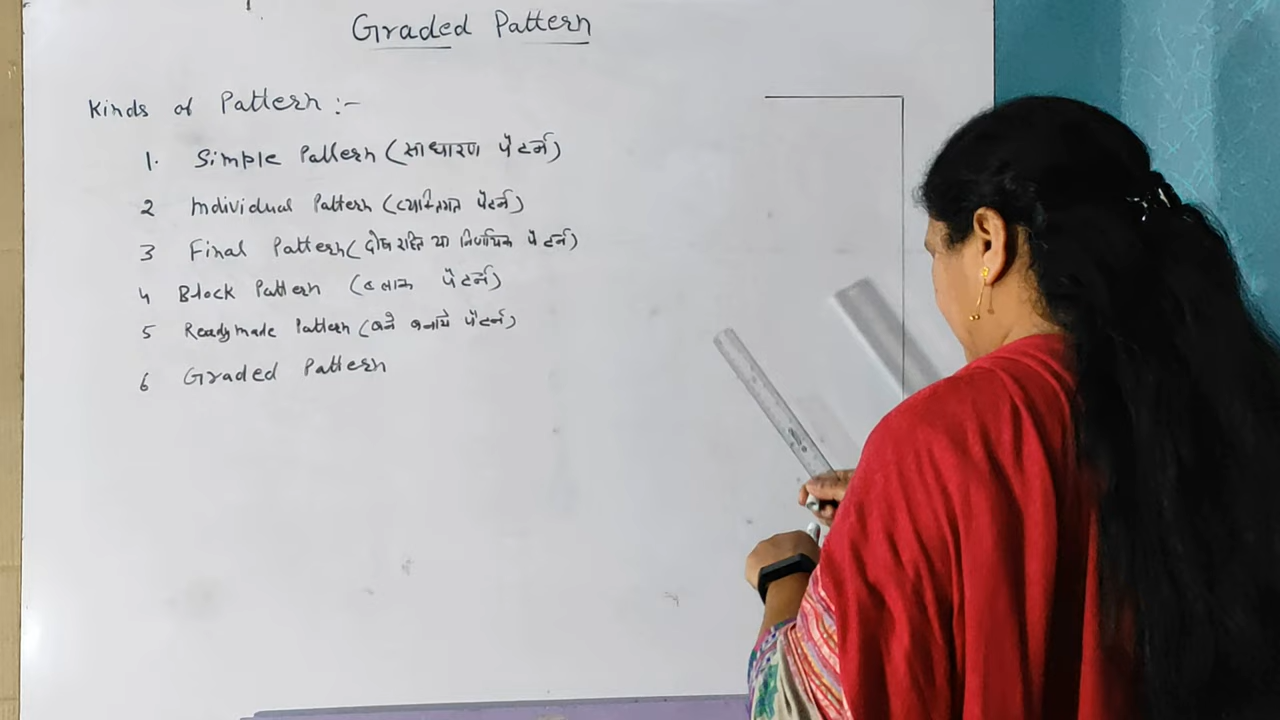 Graded Pattern
Kinds of Pattern :-
1. Simple Pattern (साधारण पैटर्न)
2 Individual Pattern (व्यक्तिगत पैटर्न)
3 Final Pattern (दोष रहित या निर्णायक पैटर्न)
4 Block Pattern (ब्लाक पैटर्न)
5 Readymade Pattern (बने बनाये पैटर्न)
6 Graded Pattern